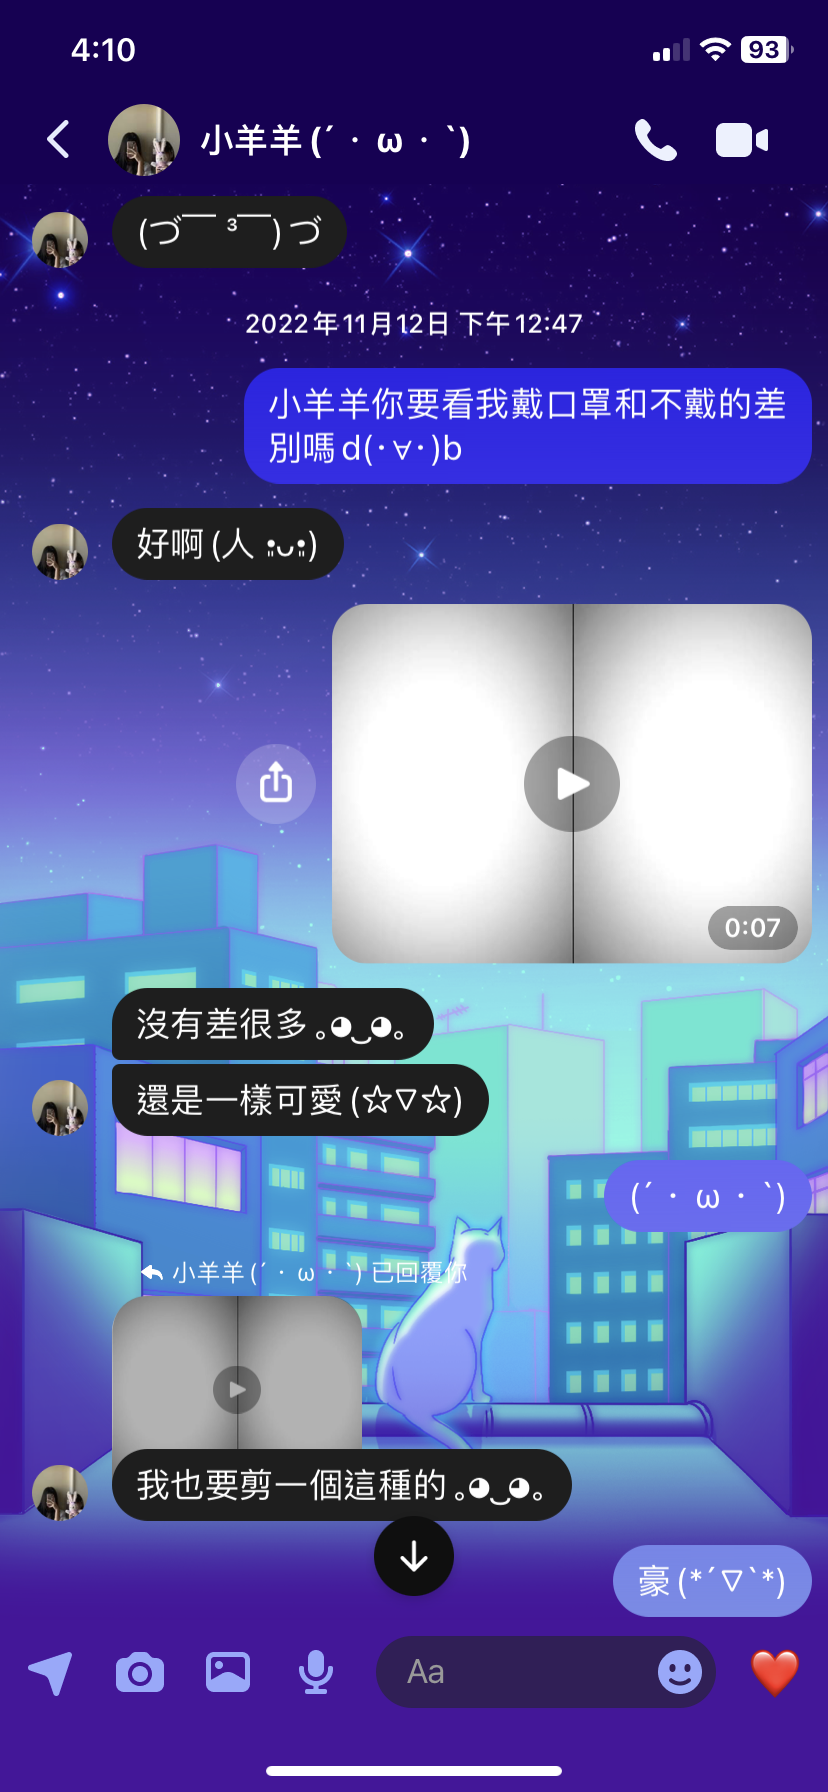 4:10
93
小羊羊 (´・ω・`)
(づ￣ ³￣)づ
2022年11月12日 下午12:47
小羊羊你要看我戴口罩和不戴的差
別嗎 d(･∀･)b
好啊 (人 •͈ᴗ•͈)
0:07
沒有差很多 ｡◕‿◕｡
還是一樣可愛 (☆▽☆)
(´・ω・`)
小羊羊 (´・ω・`) 已回覆你
我也要剪一個這種的 ｡◕‿◕｡
豪 (*´▽`*)
Aa